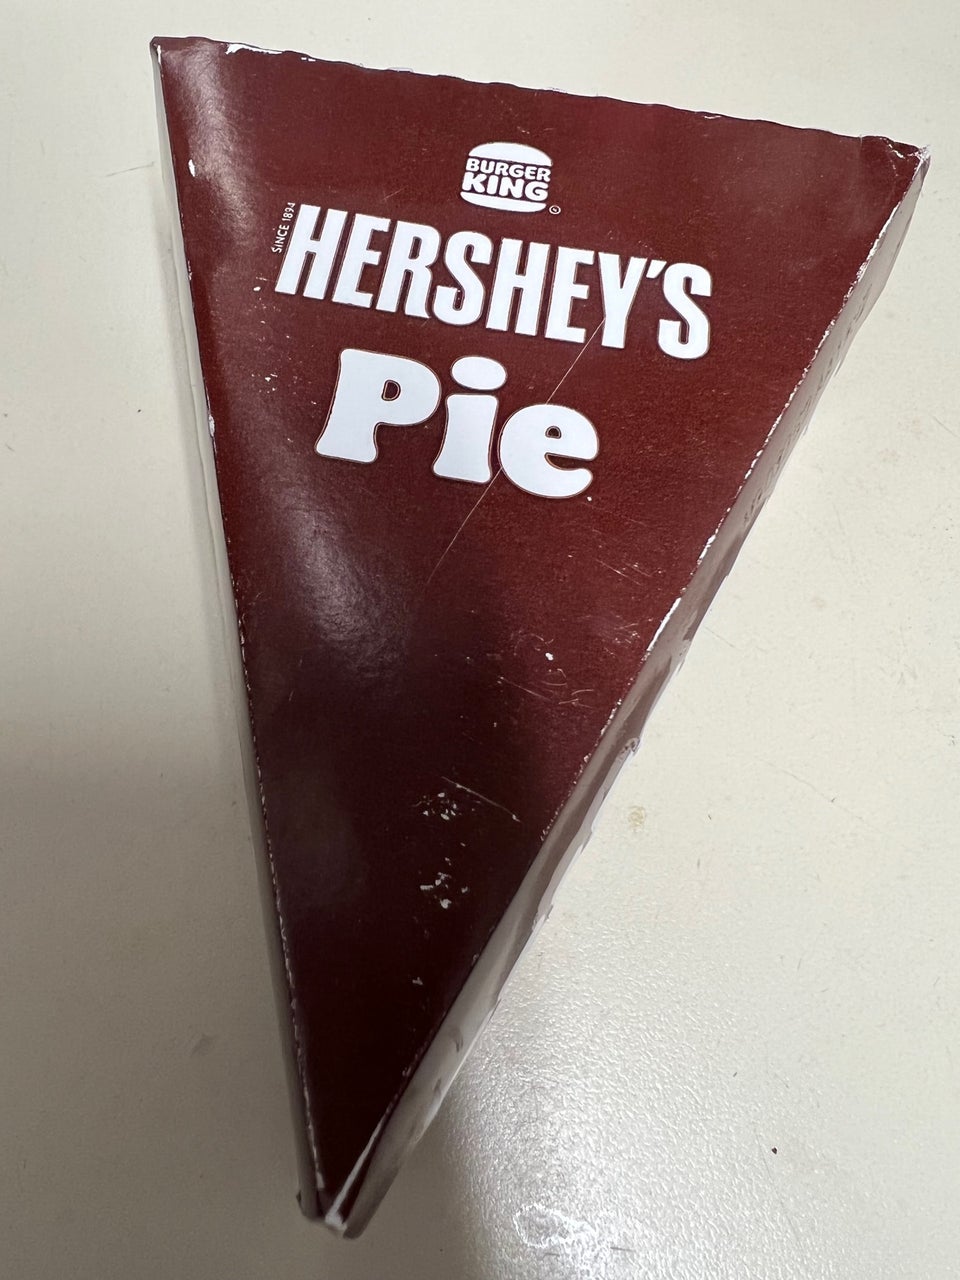 BURGER
KING
SINCE 1894
HERSHEY'S
Pie